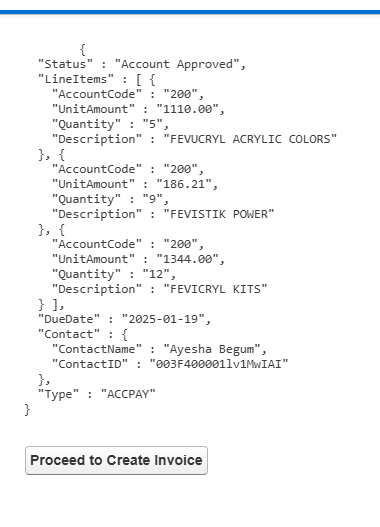 {
"Status" : "Account Approved",
"LineItems" : [ {
"AccountCode" : "200",
"UnitAmount" : "1110.00",
"Quantity" : "5",
"Description" : "FEVUCRYL ACRYLIC COLORS"
}, {
"AccountCode" : "200",
"UnitAmount" : "186.21",
"Quantity" : "9",
"Description" : "FEVISTIK POWER"
}, {
"AccountCode" : "200",
"UnitAmount" : "1344.00",
"Quantity" : "12",
"Description" : "FEVICRYL KITS"
} ],
"DueDate" : "2025-01-19",
"Contact" : {
"ContactName" : "Ayesha Begum",
"ContactID" : "003F400001lv1MwIAI"
},
"Type" : "ACCPAY"
}
Proceed to Create Invoice